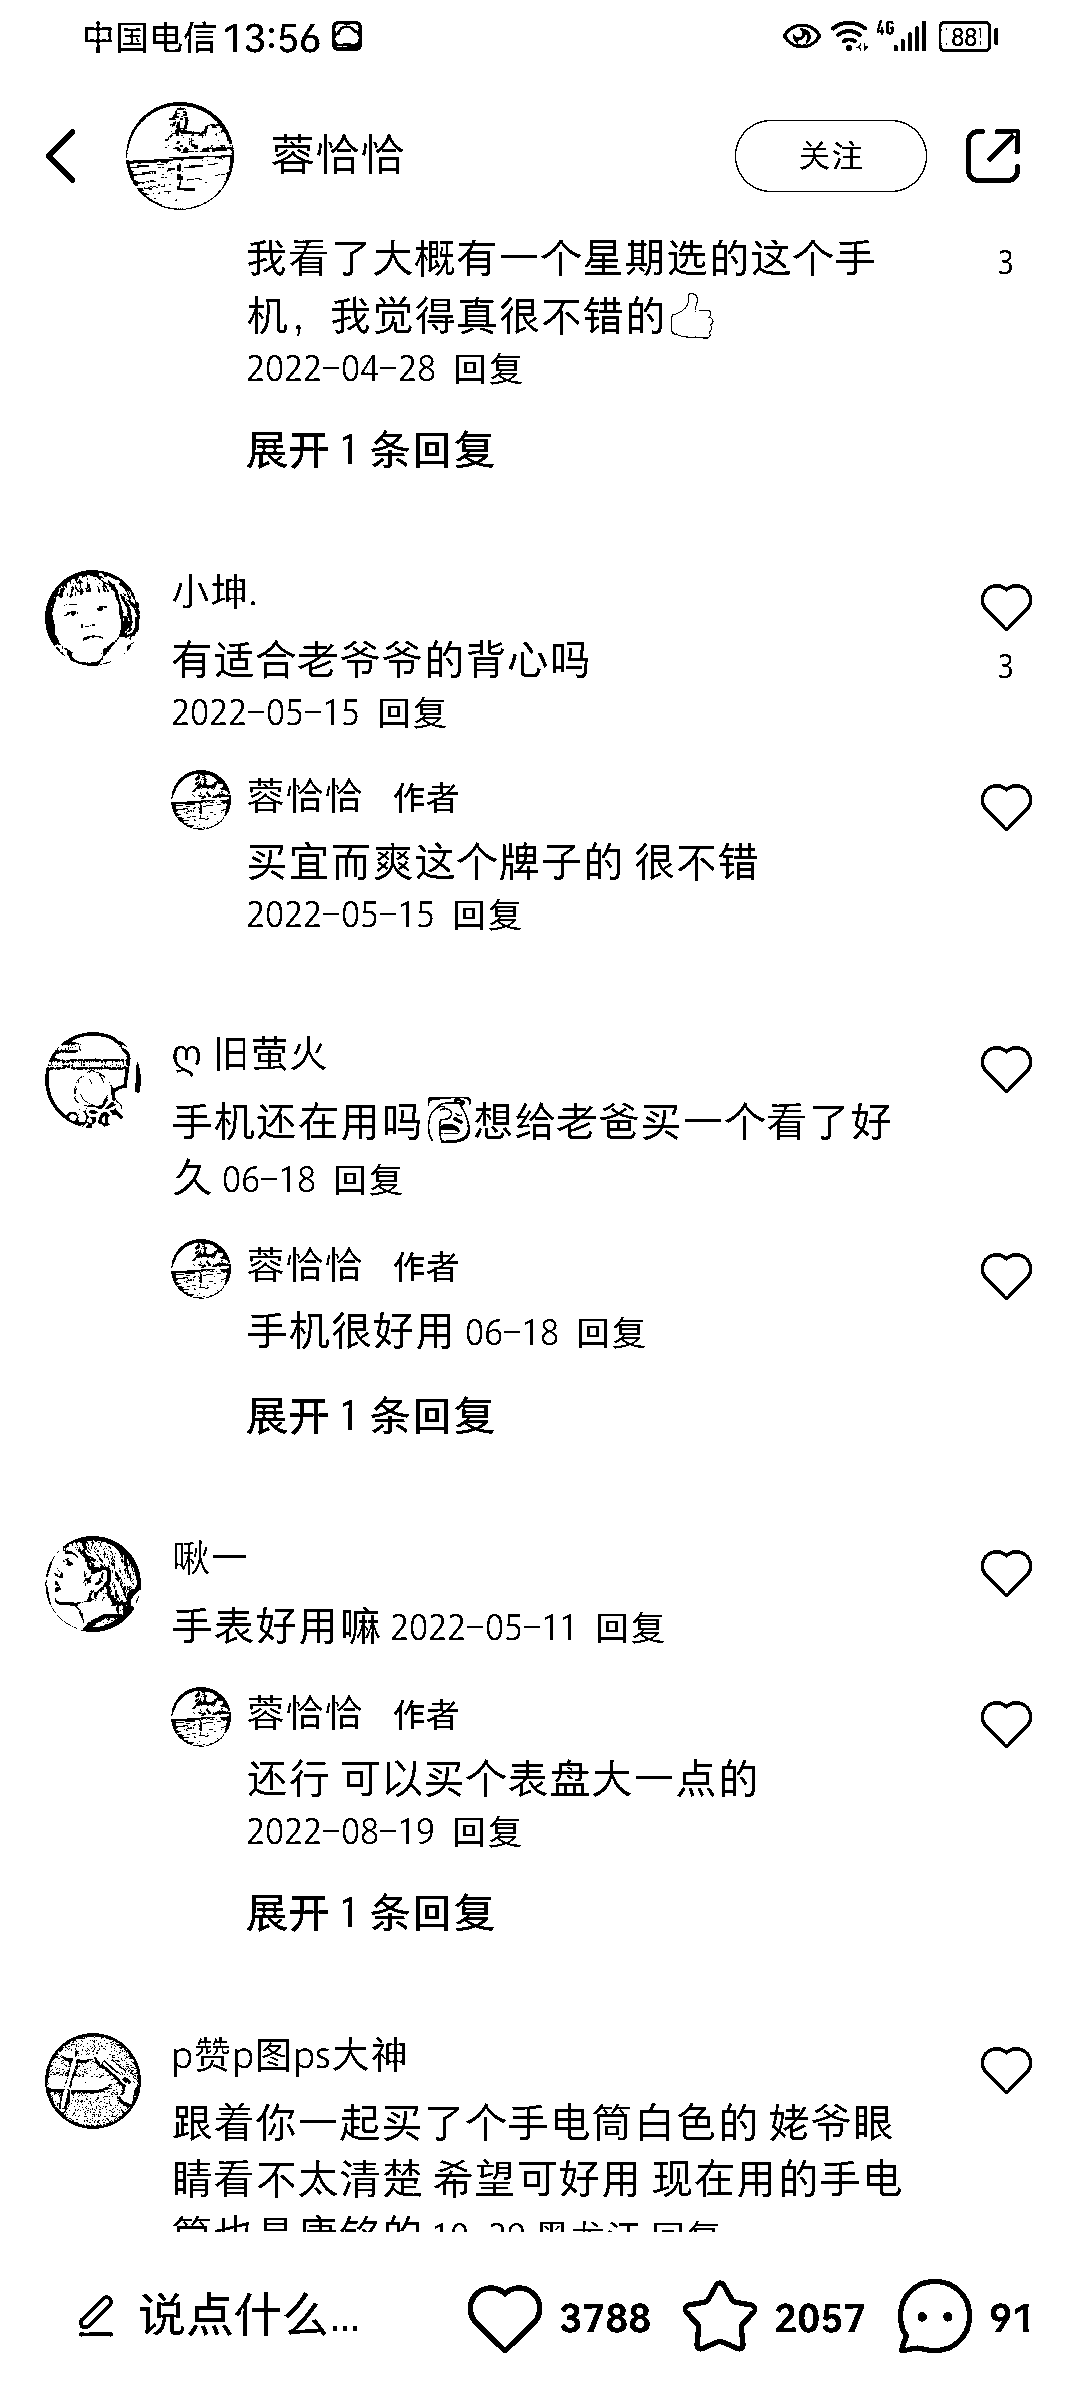 中国电信 13:56 4G 88
蓉恰恰 关注
我看了大概有一个星期选的这个手 3
机，我觉得真很不错的👍
2022-04-28 回复
展开 1 条回复
小坤.
有适合老爷爷的背心吗 3
2022-05-15 回复
蓉恰恰 作者
买宜而爽这个牌子的 很不错
2022-05-15 回复
ღ 旧萤火
手机还在用吗 想给老爸买一个看了好
久 06-18 回复
蓉恰恰 作者
手机很好用 06-18 回复
展开 1 条回复
啾一
手表好用嘛 2022-05-11 回复
蓉恰恰 作者
还行 可以买个表盘大一点的
2022-08-19 回复
展开 1 条回复
p赞p图ps大神
跟着你一起买了个手电筒白色的 姥爷眼
睛看不太清楚 希望可好用 现在用的手电
说点什么... 3788 2057 91